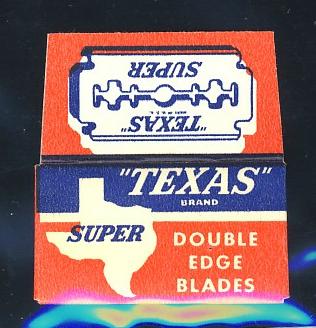 SUPER
"TEXAS"
"TEXAS"
BRAND
SUPER
DOUBLE
EDGE
BLADES